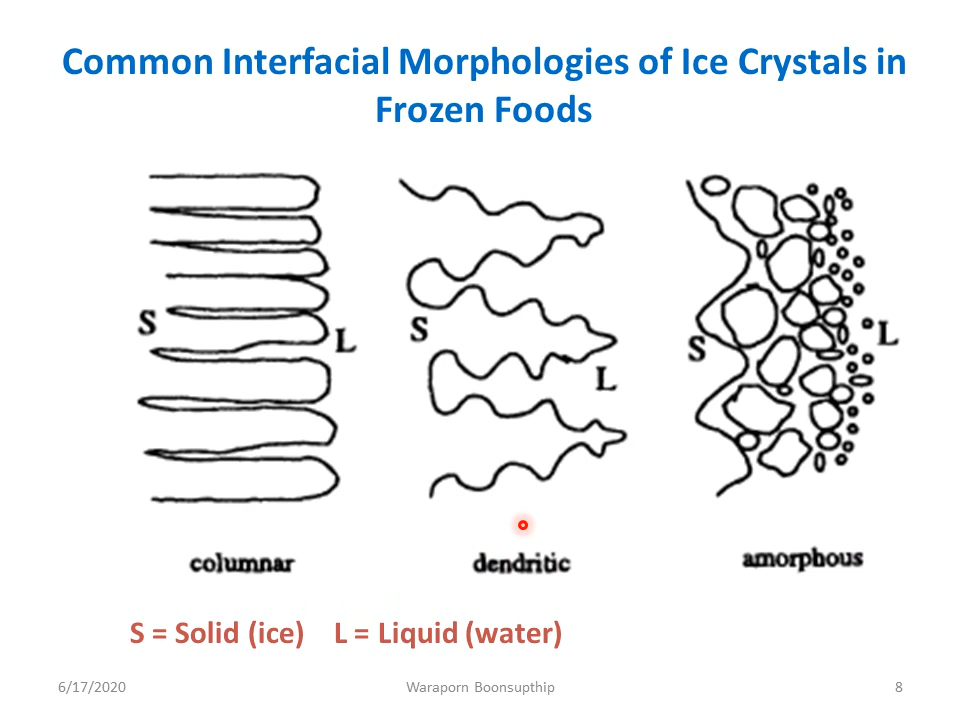 Common Interfacial Morphologies of Ice Crystals in
Frozen Foods
S
L
S
L
S
L
columnar
dendritic
amorphous
S = Solid (ice) L = Liquid (water)
6/17/2020
Waraporn Boonsupthip
8